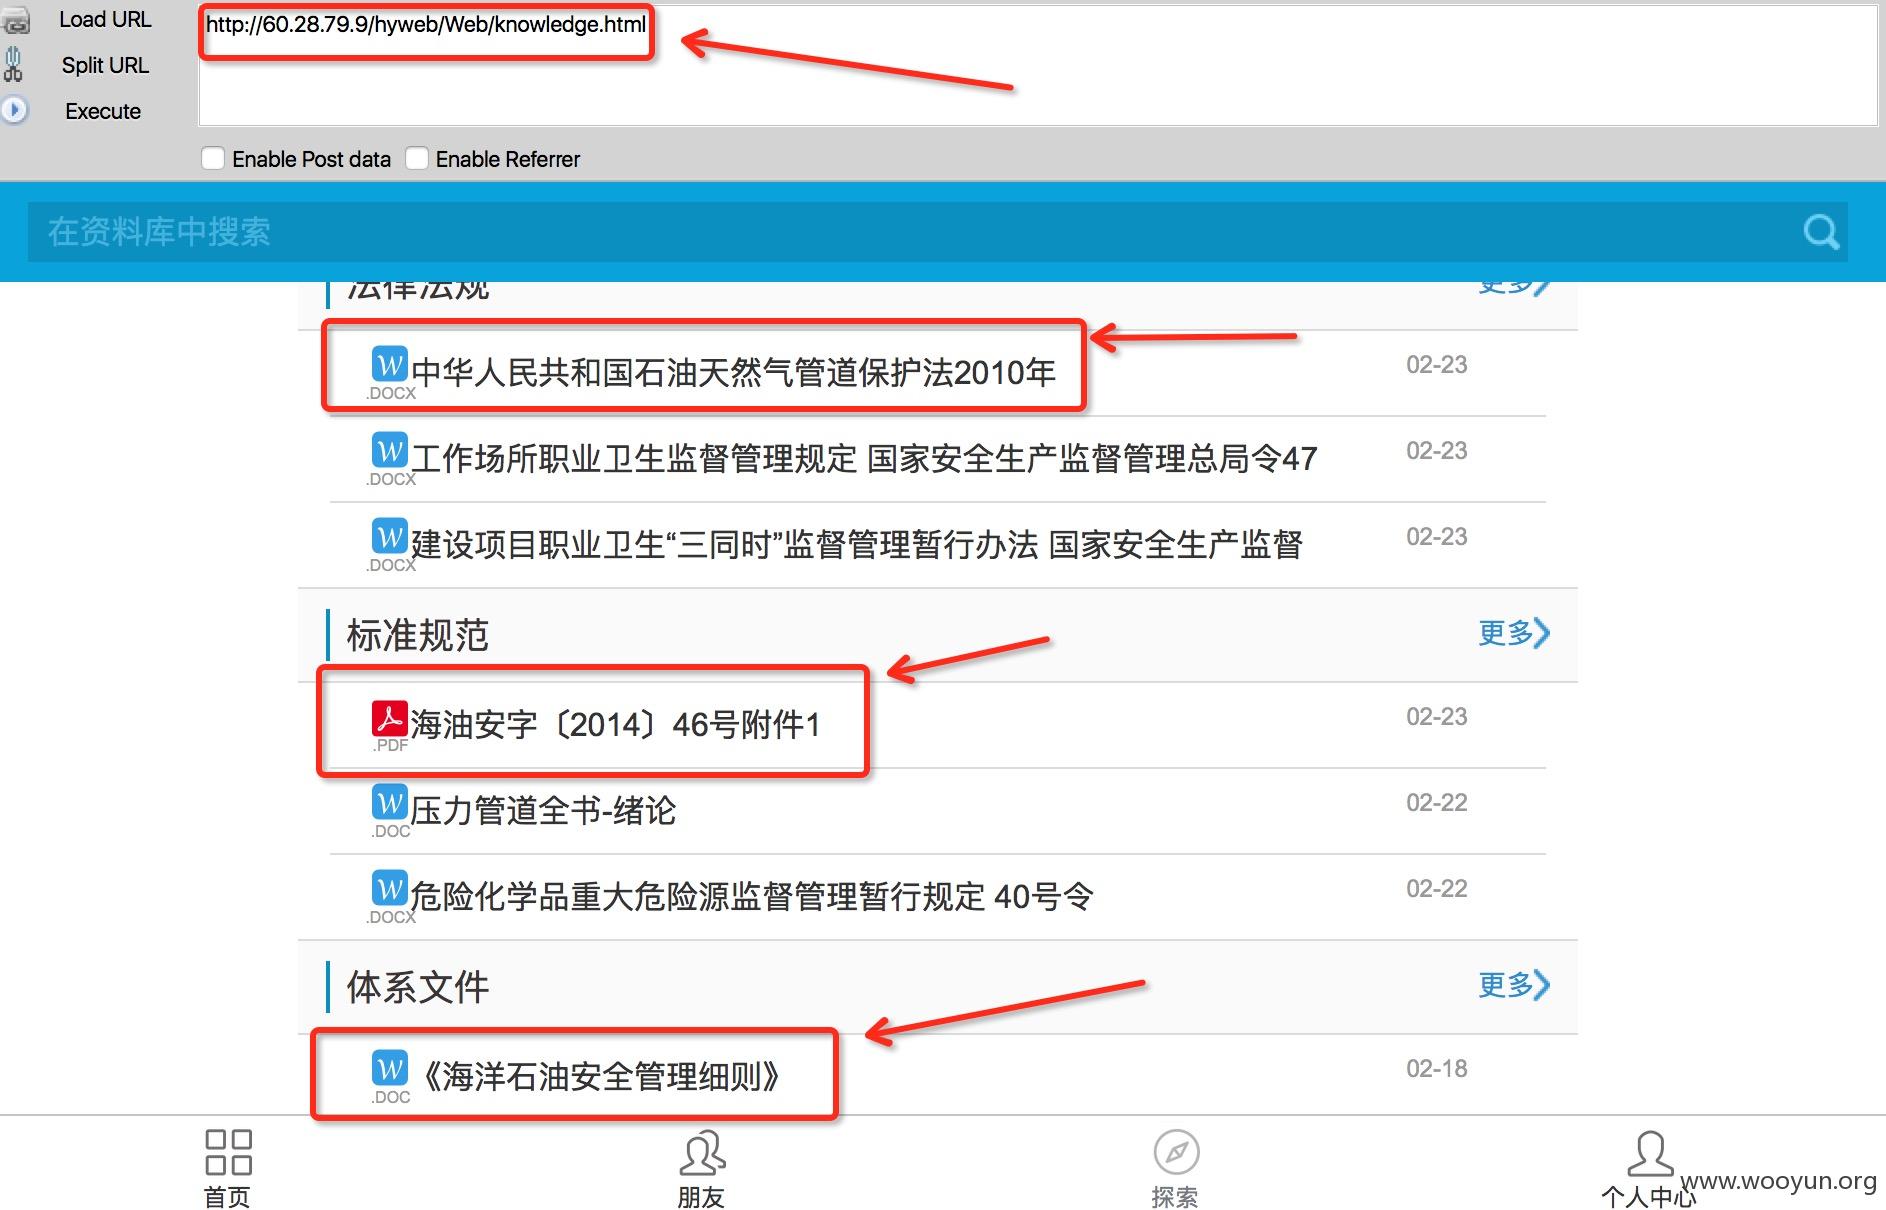 Load URL
http://60.28.79.9/hyweb/Web/knowledge.html
Split URL
Execute
Enable Post data Enable Referrer
在资料库中搜索
法律法规 更多
中华人民共和国石油天然气管道保护法2010年 02-23
.DOCX
工作场所职业卫生监督管理规定 国家安全生产监督管理总局令47 02-23
.DOCX
建设项目职业卫生“三同时”监督管理暂行办法 国家安全生产监督 02-23
.DOCX
标准规范 更多
海油安字〔2014〕46号附件1 02-23
.PDF
压力管道全书-绪论 02-22
.DOC
危险化学品重大危险源监督管理暂行规定 40号令 02-22
.DOCX
体系文件 更多
《海洋石油安全管理细则》 02-18
.DOC
首页 朋友 探索 个人中心
www.wooyun.org